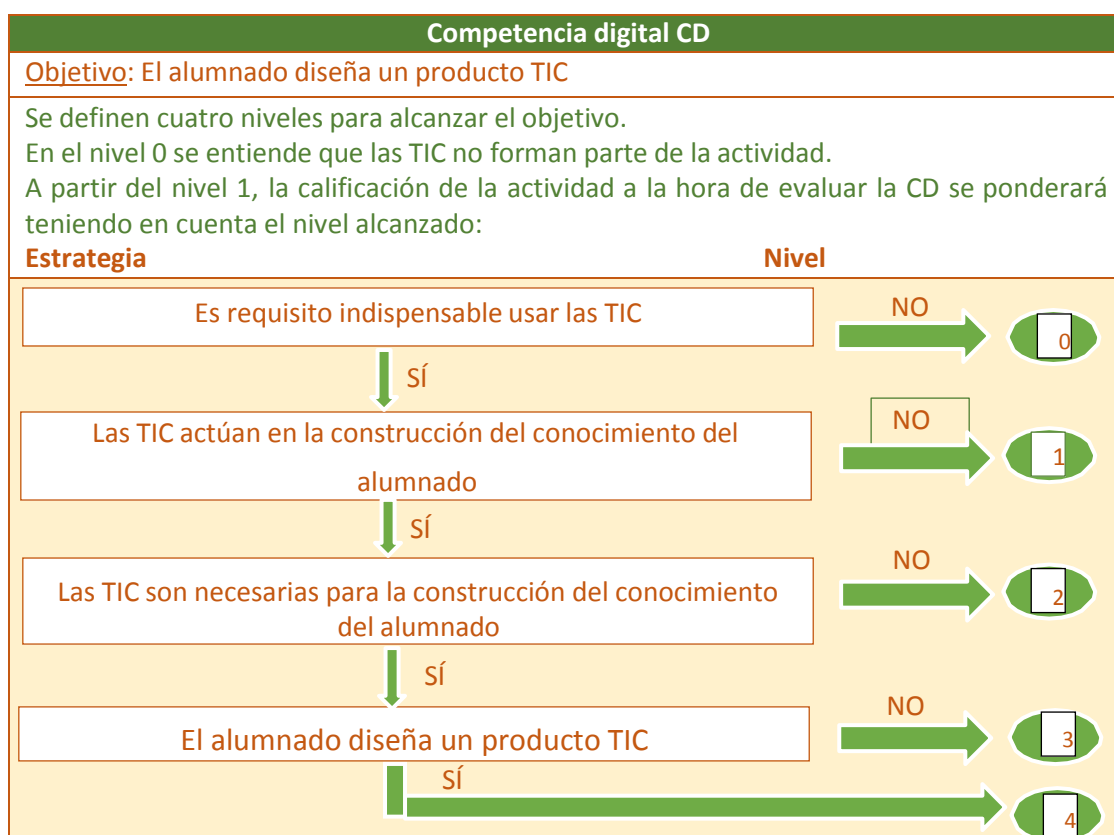 Competencia digital CD
Objetivo: El alumnado diseña un producto TIC
Se definen cuatro niveles para alcanzar el objetivo.
En el nivel 0 se entiende que las TIC no forman parte de la actividad.
A partir del nivel 1, la calificación de la actividad a la hora de evaluar la CD se ponderará
teniendo en cuenta el nivel alcanzado:
Estrategia Nivel
Es requisito indispensable usar las TIC
NO
0
SÍ
Las TIC actúan en la construcción del conocimiento del
alumnado
NO
1
SÍ
Las TIC son necesarias para la construcción del conocimiento
del alumnado
NO
2
SÍ
El alumnado diseña un producto TIC
NO
3
SÍ
4